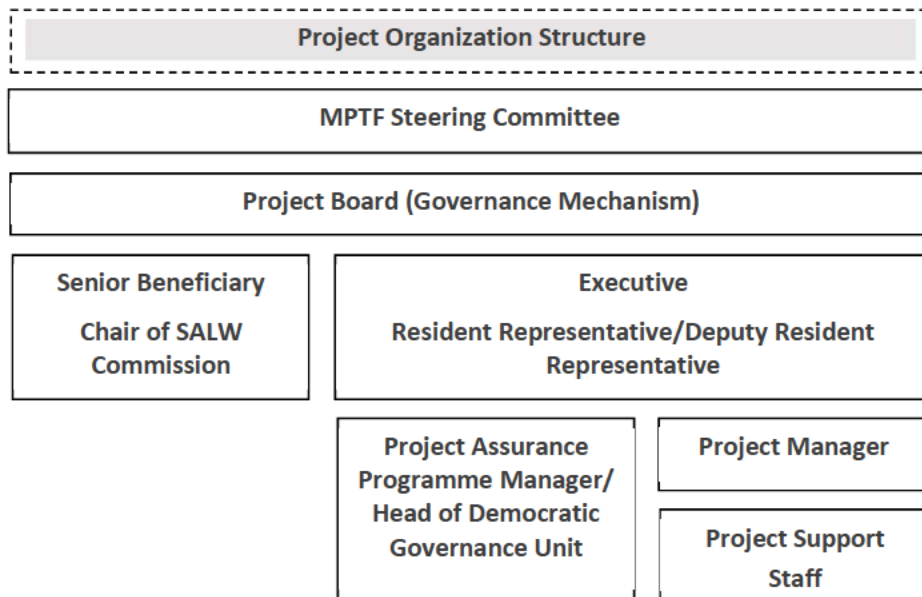 Project Organization Structure
MPTF Steering Committee
Project Board (Governance Mechanism)
Senior Beneficiary
Chair of SALW
Commission
Executive
Resident Representative/Deputy Resident
Representative
Project Assurance
Programme Manager/
Head of Democratic
Governance Unit
Project Manager
Project Support
Staff